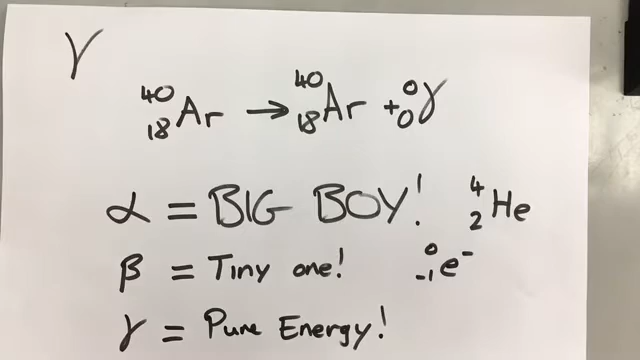 γ
⁴⁰₁₈Ar → ⁴⁰₁₈Ar + ⁰₀γ
α = BIG BOY! ⁴₂He
β = Tiny one! ⁰₋₁e⁻
γ = Pure Energy!